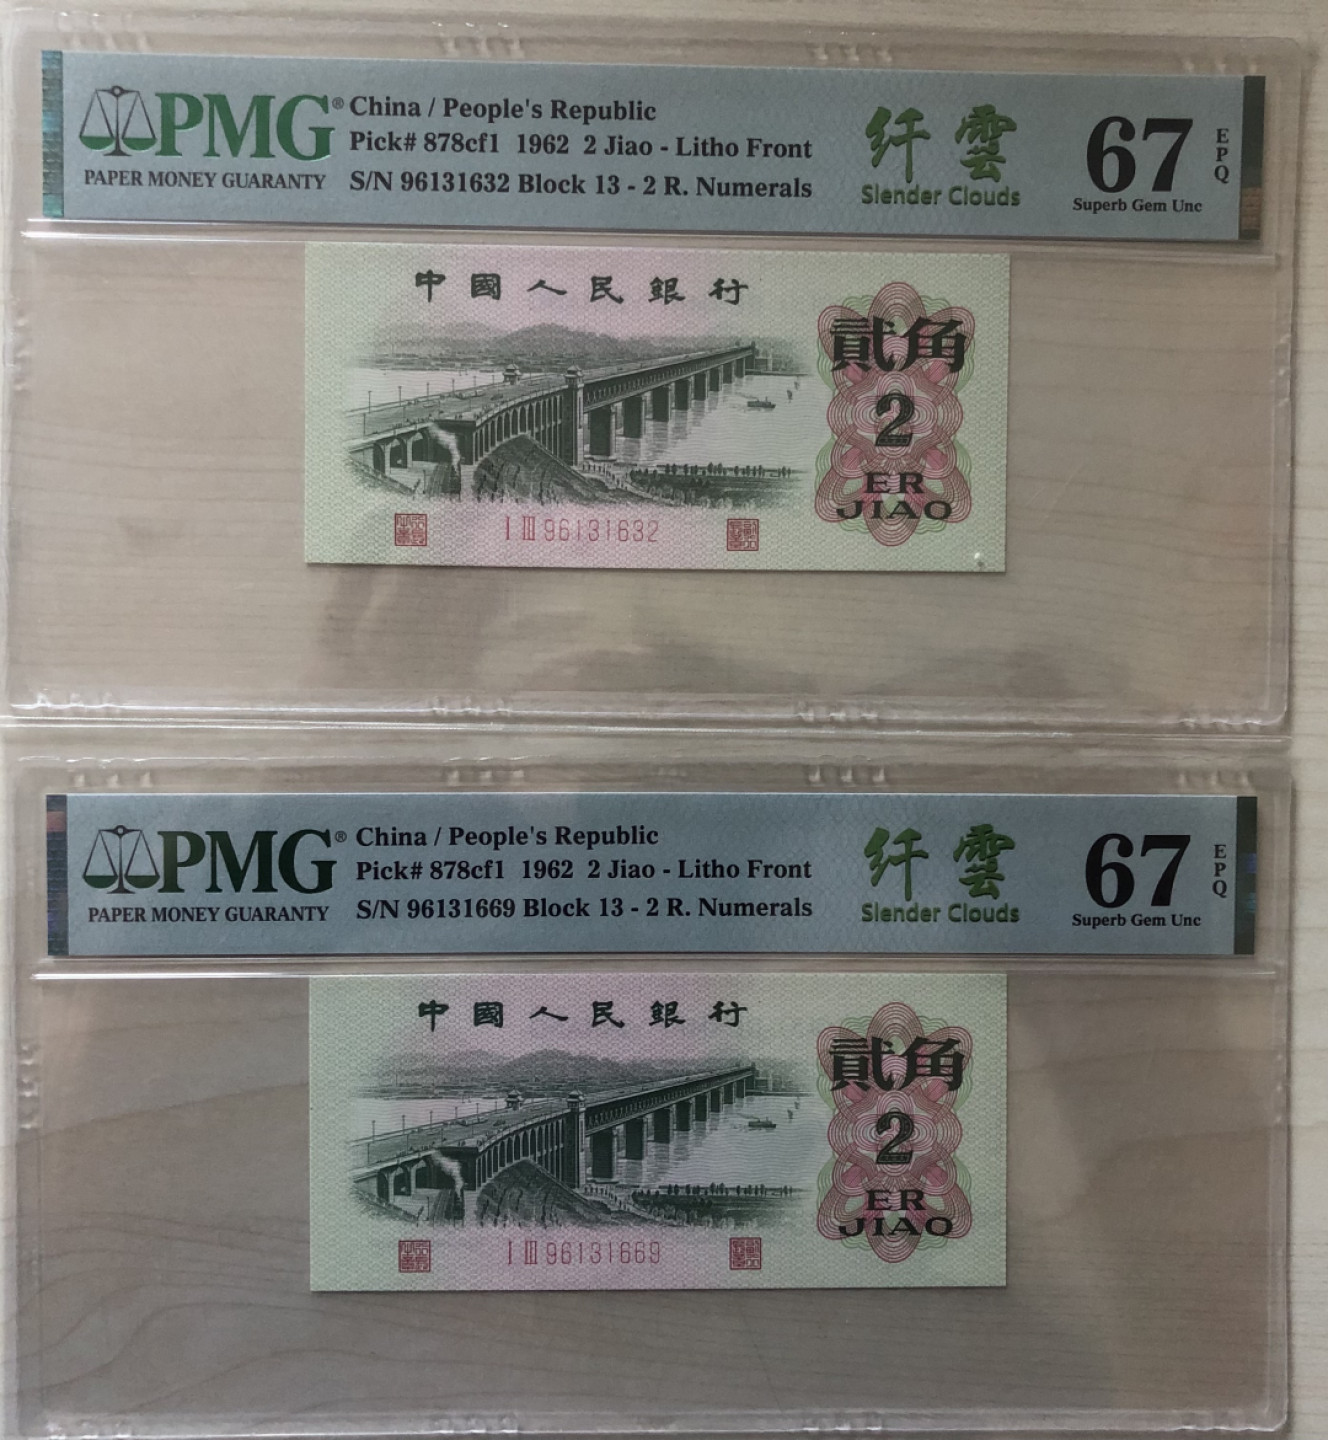 PMG®
PAPER MONEY GUARANTY
China / People's Republic
Pick# 878cf1 1962 2 Jiao - Litho Front
S/N 96131632 Block 13 - 2 R. Numerals
纤雲
Slender Clouds
67
EPQ
Superb Gem Unc
中國人民銀行
貳角
2
ER
JIAO
I III 96131632
PMG®
PAPER MONEY GUARANTY
China / People's Republic
Pick# 878cf1 1962 2 Jiao - Litho Front
S/N 96131669 Block 13 - 2 R. Numerals
纤雲
Slender Clouds
67
EPQ
Superb Gem Unc
中國人民銀行
貳角
2
ER
JIAO
I III 96131669